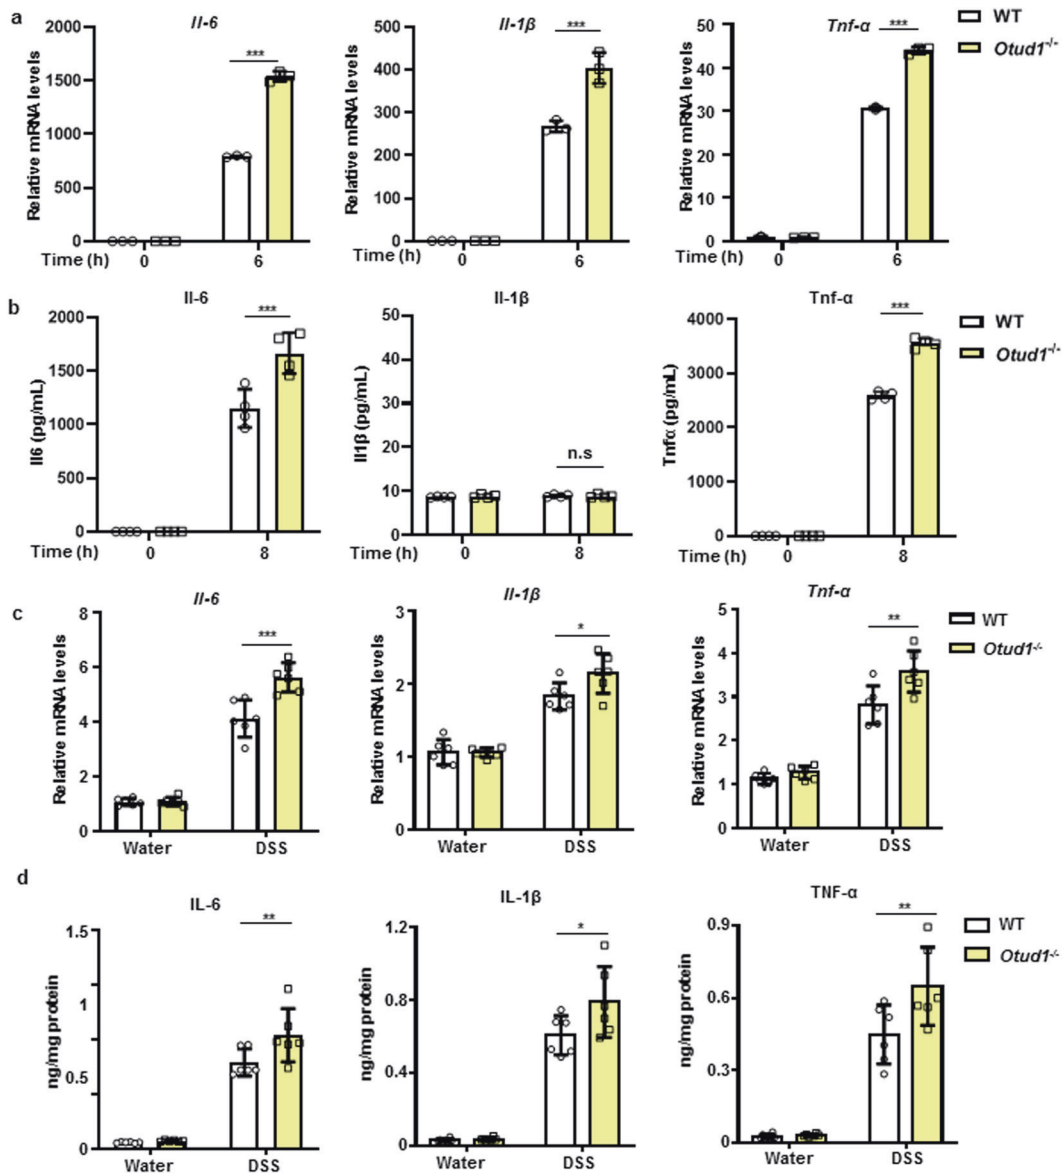 a
Il-6
Relative mRNA levels
2000
1500
1000
500
0
***
Time (h)
0
6
Il-1β
Relative mRNA levels
500
400
300
200
100
0
***
0
6
Tnf-α
Relative mRNA levels
50
40
30
20
10
0
***
0
6
WT
Otud1-/-
b
Il-6
Il6 (pg/mL)
2000
1500
1000
500
0
***
Time (h)
0
8
Il-1β
Il1β (pg/mL)
50
40
30
20
10
0
n.s
0
8
Tnf-α
Tnfα (pg/mL)
4000
3000
2000
1000
0
***
0
8
WT
Otud1-/-
c
Il-6
Relative mRNA levels
8
6
4
2
0
***
Water
DSS
Il-1β
Relative mRNA levels
3
2
1
0
*
Water
DSS
Tnf-α
Relative mRNA levels
5
4
3
2
1
0
**
Water
DSS
WT
Otud1-/-
d
IL-6
ng/mg protein
1.5
1
0.5
0
**
Water
DSS
IL-1β
ng/mg protein
1.2
0.8
0.4
0
*
Water
DSS
TNF-α
ng/mg protein
0.9
0.6
0.3
0
**
Water
DSS
WT
Otud1-/-